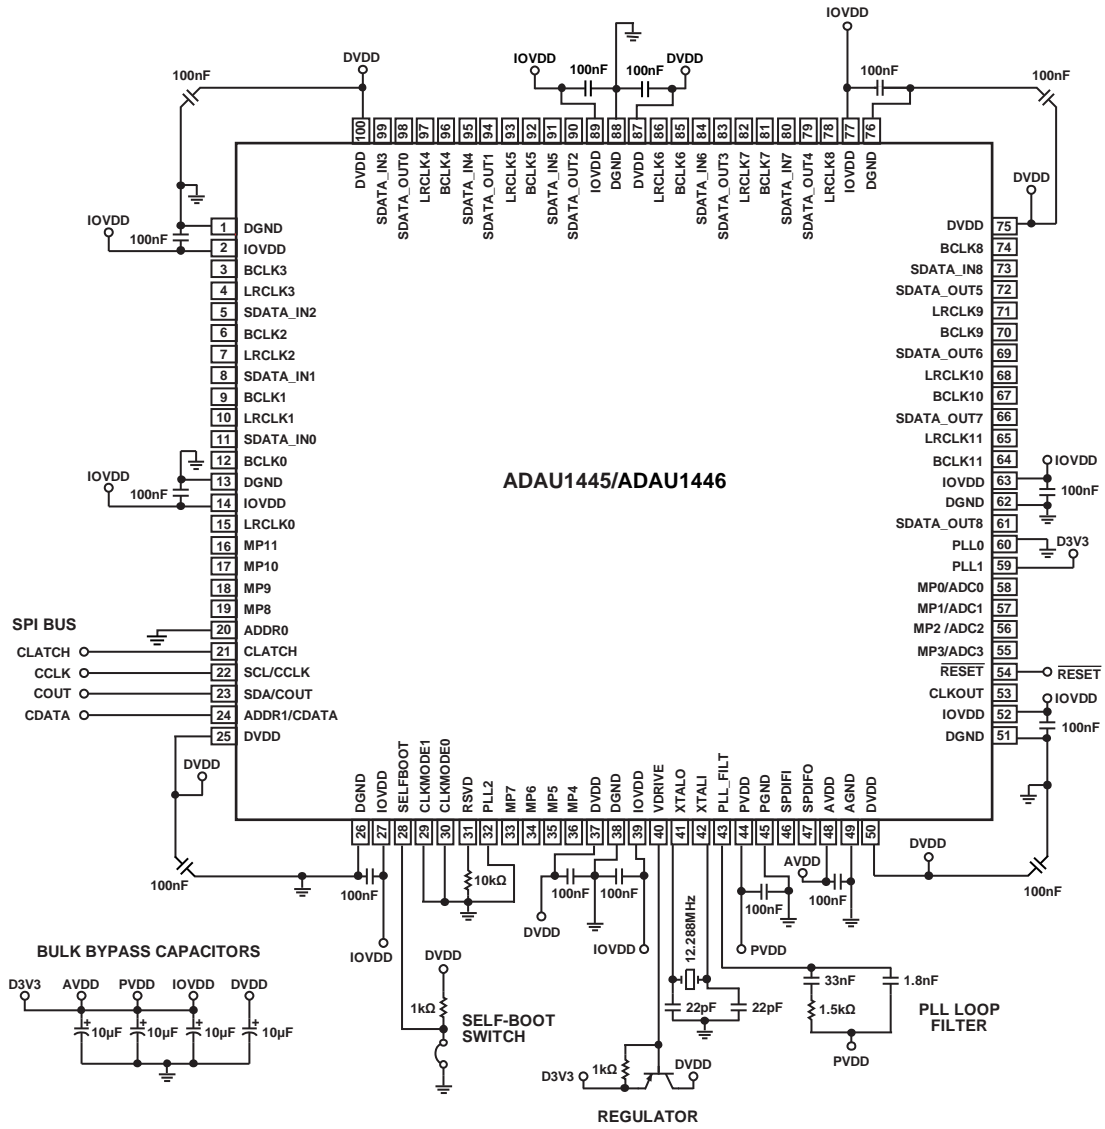 IOVDD
DVDD
IOVDD
DVDD
100nF
100nF
100nF
100nF
100nF
100 99 98 97 96 95 94 93 92 91 90 89 88 87 86 85 84 83 82 81 80 79 78 77 76
DVDD
SDATA_IN3
SDATA_OUT0
LRCLK4
BCLK4
SDATA_IN4
SDATA_OUT1
LRCLK5
BCLK5
SDATA_IN5
SDATA_OUT2
IOVDD
DGND
DVDD
LRCLK6
BCLK6
SDATA_IN6
SDATA_OUT3
LRCLK7
BCLK7
SDATA_IN7
SDATA_OUT4
LRCLK8
IOVDD
DGND
IOVDD
100nF
1 DGND
2 IOVDD
3 BCLK3
4 LRCLK3
5 SDATA_IN2
6 BCLK2
7 LRCLK2
8 SDATA_IN1
9 BCLK1
10 LRCLK1
11 SDATA_IN0
12 BCLK0
13 DGND
14 IOVDD
15 LRCLK0
16 MP11
17 MP10
18 MP9
19 MP8
20 ADDR0
21 CLATCH
22 SCL/CCLK
23 SDA/COUT
24 ADDR1/CDATA
25 DVDD
IOVDD
100nF
SPI BUS
CLATCH
CCLK
COUT
CDATA
DVDD
100nF
ADAU1445/ADAU1446
DVDD
DVDD 75
BCLK8 74
SDATA_IN8 73
SDATA_OUT5 72
LRCLK9 71
BCLK9 70
SDATA_OUT6 69
LRCLK10 68
BCLK10 67
SDATA_OUT7 66
LRCLK11 65
BCLK11 64
IOVDD 63
DGND 62
SDATA_OUT8 61
PLL0 60
PLL1 59
MP0/ADC0 58
MP1/ADC1 57
MP2 /ADC2 56
MP3/ADC3 55
RESET 54
CLKOUT 53
IOVDD 52
DGND 51
IOVDD
100nF
D3V3
RESET
IOVDD
100nF
DGND
IOVDD
SELFBOOT
CLKMODE1
CLKMODE0
RSVD
PLL2
MP7
MP6
MP5
MP4
DVDD
DGND
IOVDD
VDRIVE
XTALO
XTALI
PLL_FILT
PVDD
PGND
SPDIFI
SPDIFO
AVDD
AGND
DVDD
26 27 28 29 30 31 32 33 34 35 36 37 38 39 40 41 42 43 44 45 46 47 48 49 50
100nF
IOVDD
10kΩ
100nF
100nF
DVDD
IOVDD
12.288MHz
22pF
22pF
100nF
PVDD
AVDD
100nF
DVDD
100nF
BULK BYPASS CAPACITORS
D3V3
AVDD
PVDD
IOVDD
DVDD
+
+
+
+
10µF
10µF
10µF
10µF
DVDD
1kΩ
SELF-BOOT
SWITCH
D3V3
1kΩ
DVDD
REGULATOR
33nF
1.8nF
1.5kΩ
PVDD
PLL LOOP
FILTER